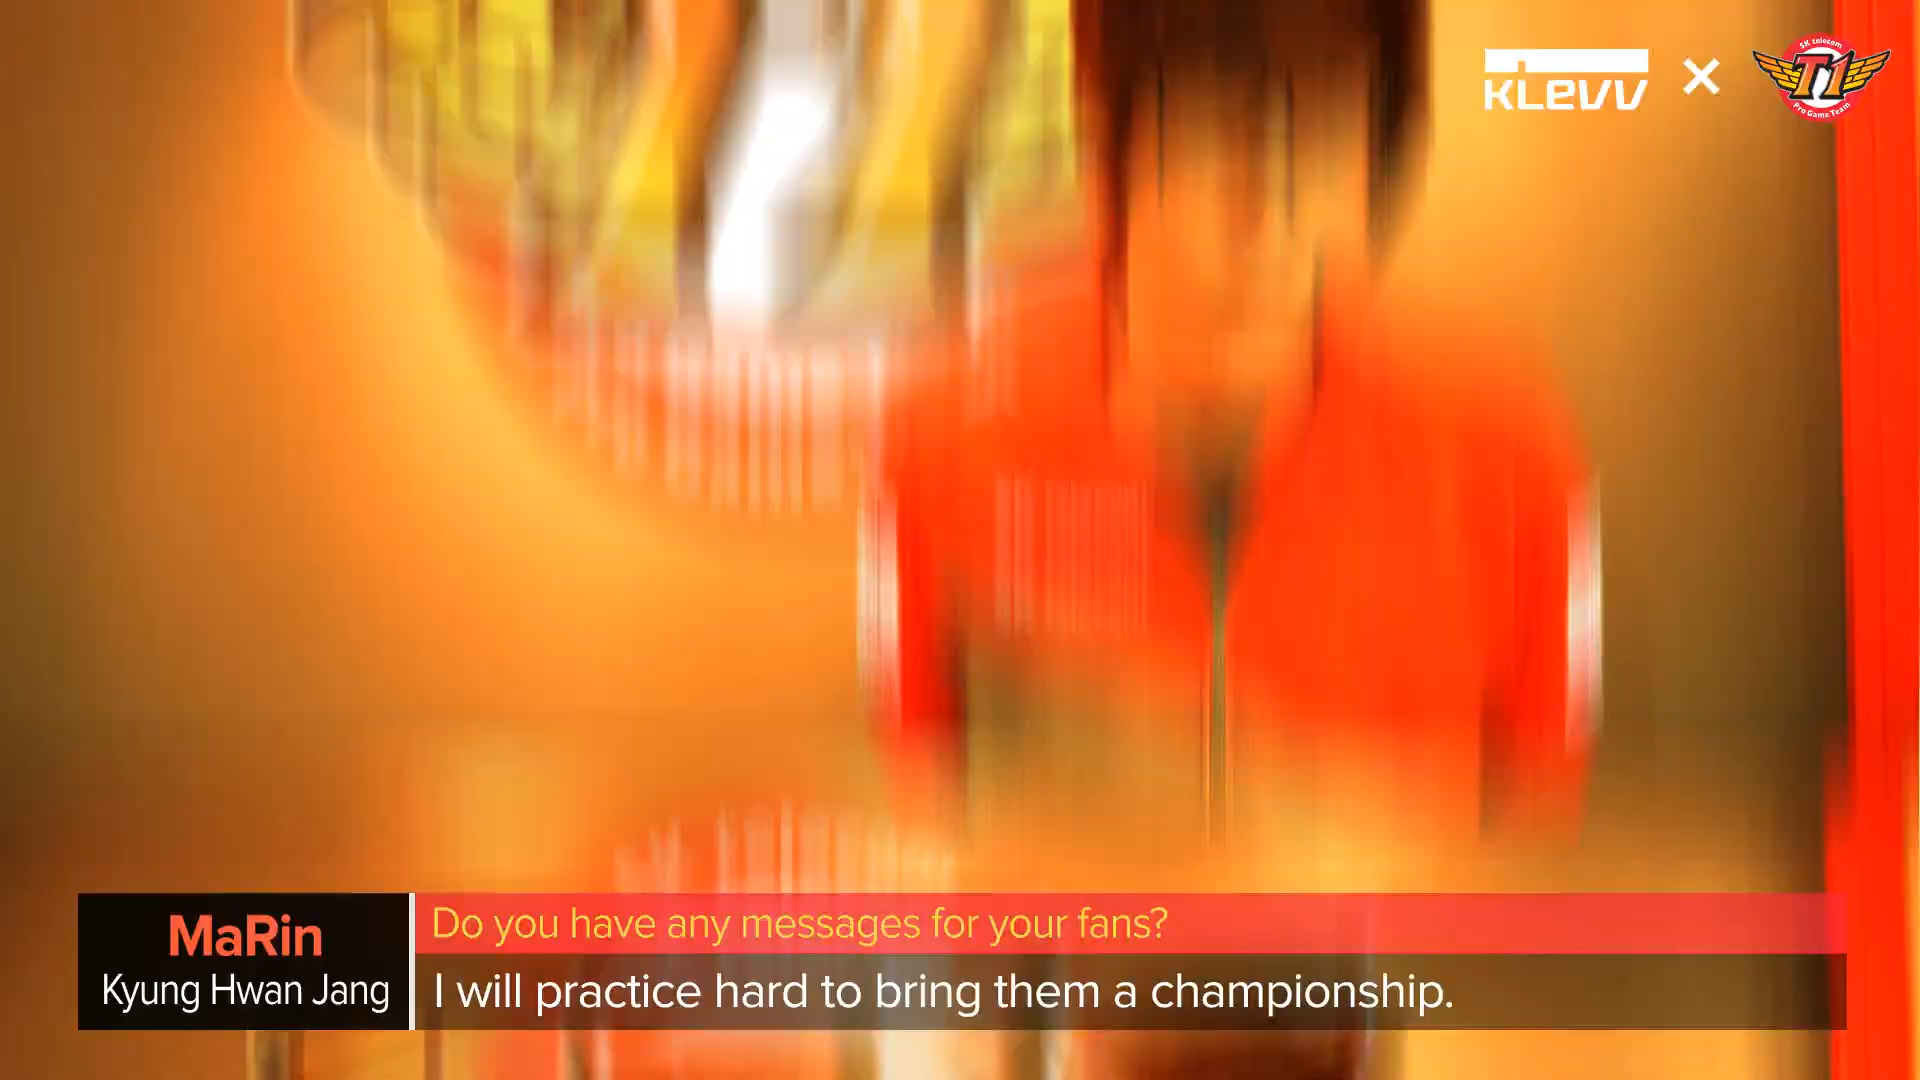 KLEVV
SK telecom
T1
Pro Game Team
MaRin
Kyung Hwan Jang
Do you have any messages for your fans?
I will practice hard to bring them a championship.